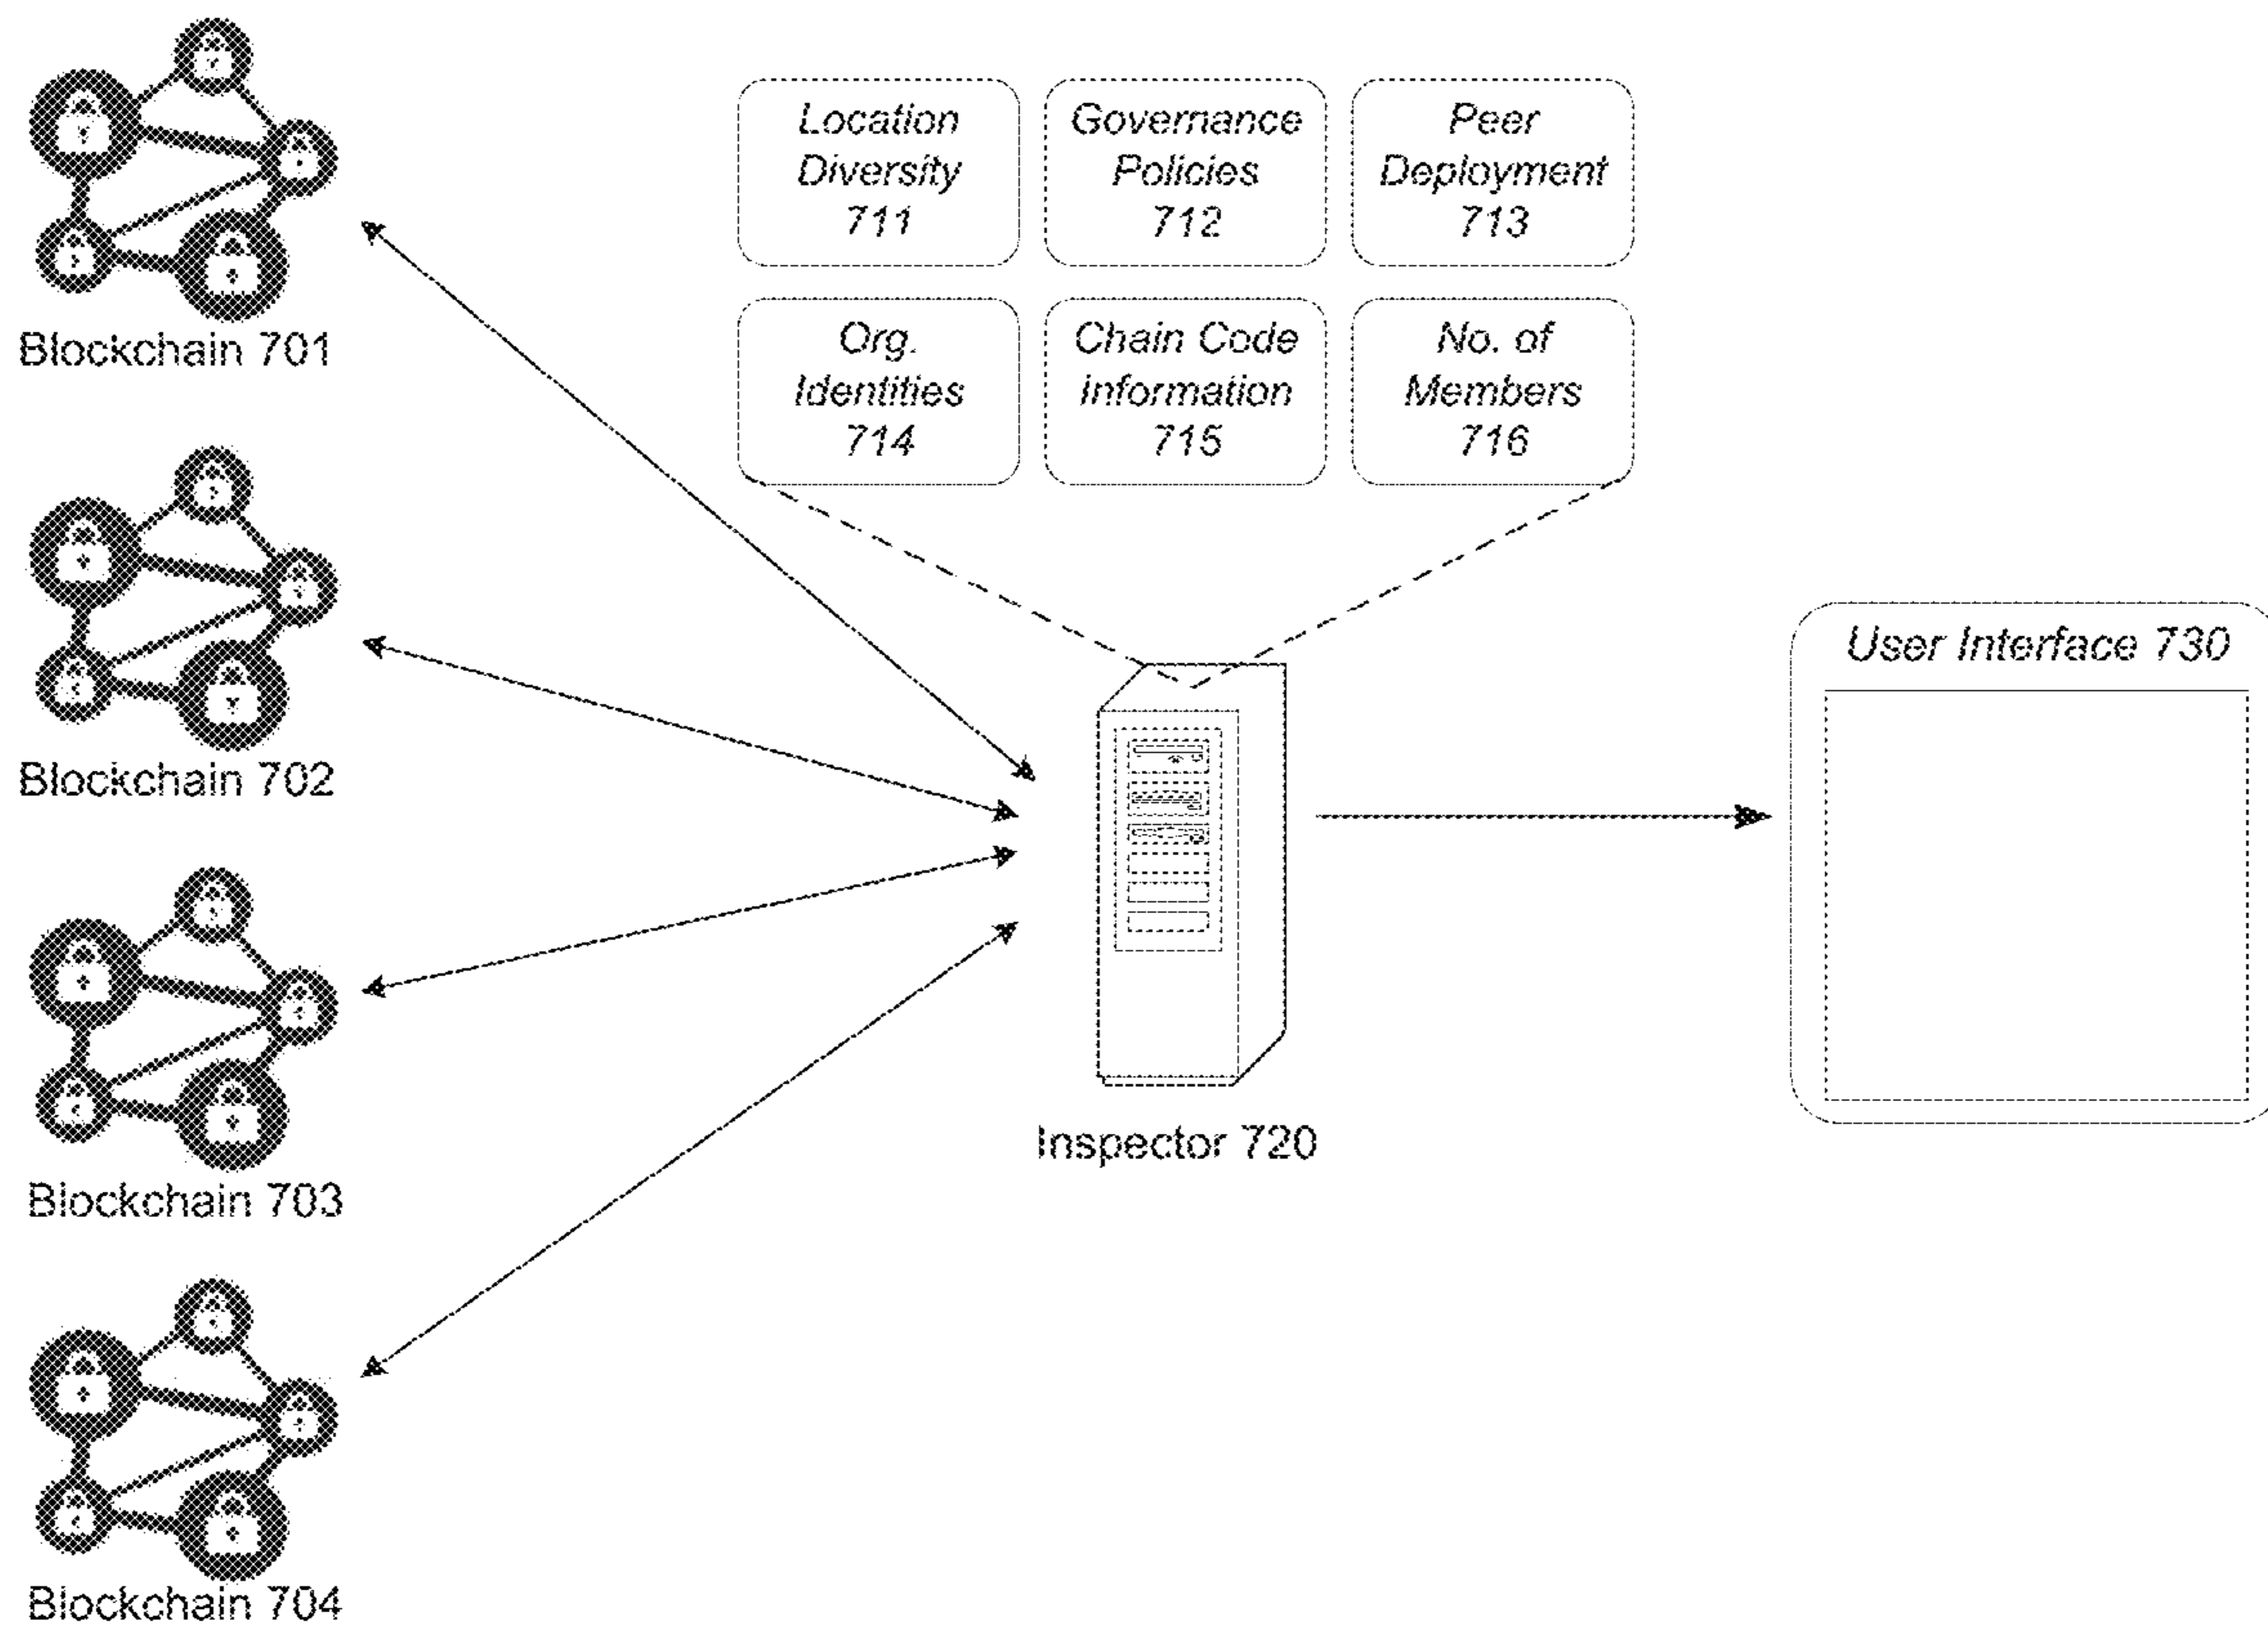 Blockchain 701
Blockchain 702
Blockchain 703
Blockchain 704
Location
Diversity
711
Governance
Policies
712
Peer
Deployment
713
Org.
Identities
714
Chain Code
Information
715
No. of
Members
716
Inspector 720
User Interface 730